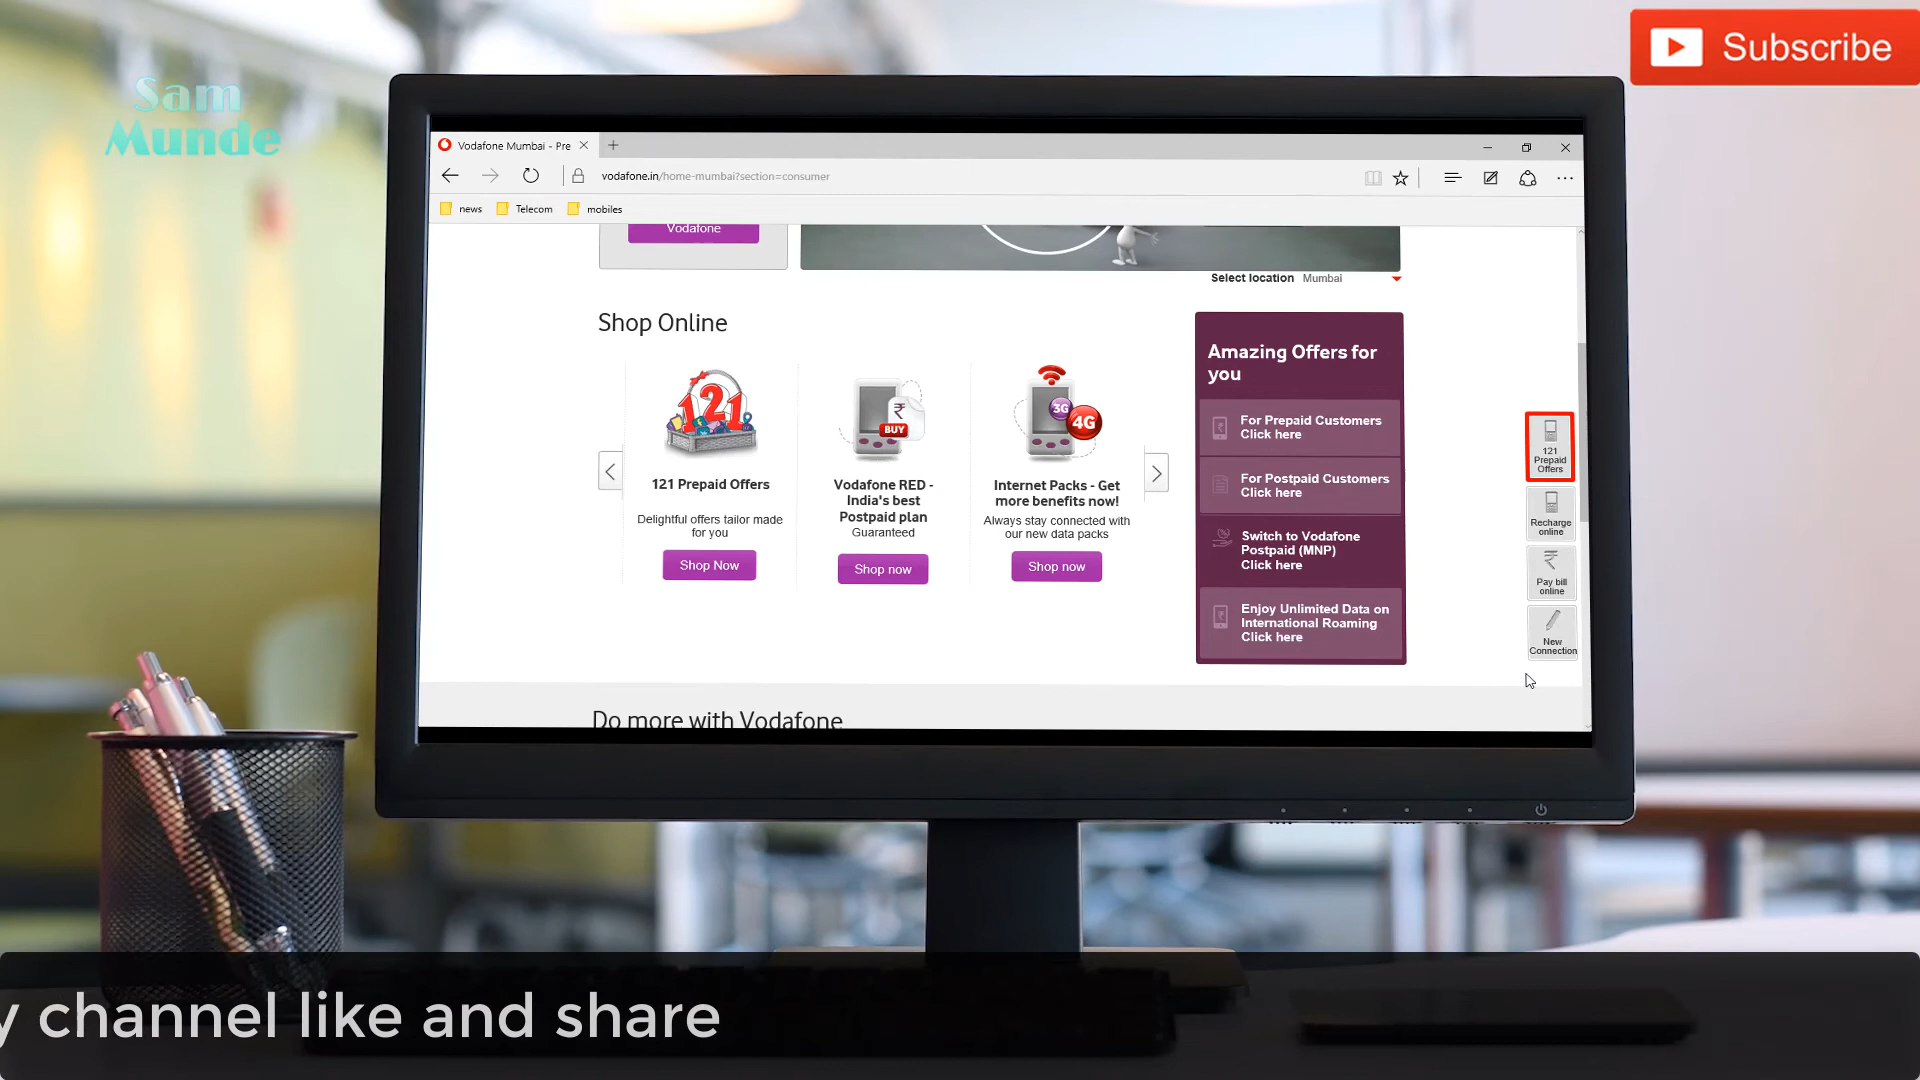 Subscribe
Sam
Munde
Vodafone Mumbai - Pre
vodafone.in/home-mumbai?section=consumer
news
Telecom
mobiles
Vodafone
Select location Mumbai
Shop Online
121
121 Prepaid Offers
Delightful offers tailor made
for you
Shop Now
BUY
Vodafone RED -
India's best
Postpaid plan
Guaranteed
Shop now
3G
4G
Internet Packs - Get
more benefits now!
Always stay connected with
our new data packs
Shop now
Amazing Offers for
you
For Prepaid Customers
Click here
For Postpaid Customers
Click here
Switch to Vodafone
Postpaid (MNP)
Click here
Enjoy Unlimited Data on
International Roaming
Click here
121
Prepaid
Offers
Recharge
online
Pay bill
online
New
Connection
Do more with Vodafone
y channel like and share